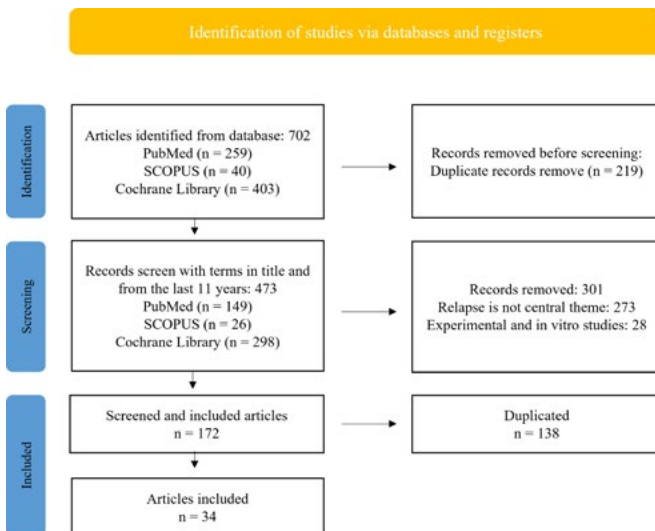 Identification of studies via databases and registers
Identification
Articles identified from database: 702
PubMed (n = 259)
SCOPUS (n = 40)
Cochrane Library (n = 403)
Records removed before screening:
Duplicate records remove (n = 219)
Screening
Records screen with terms in title and
from the last 11 years: 473
PubMed (n = 149)
SCOPUS (n = 26)
Cochrane Library (n = 298)
Records removed: 301
Relapse is not central theme: 273
Experimental and in vitro studies: 28
Included
Screened and included articles
n = 172
Duplicated
n = 138
Articles included
n = 34